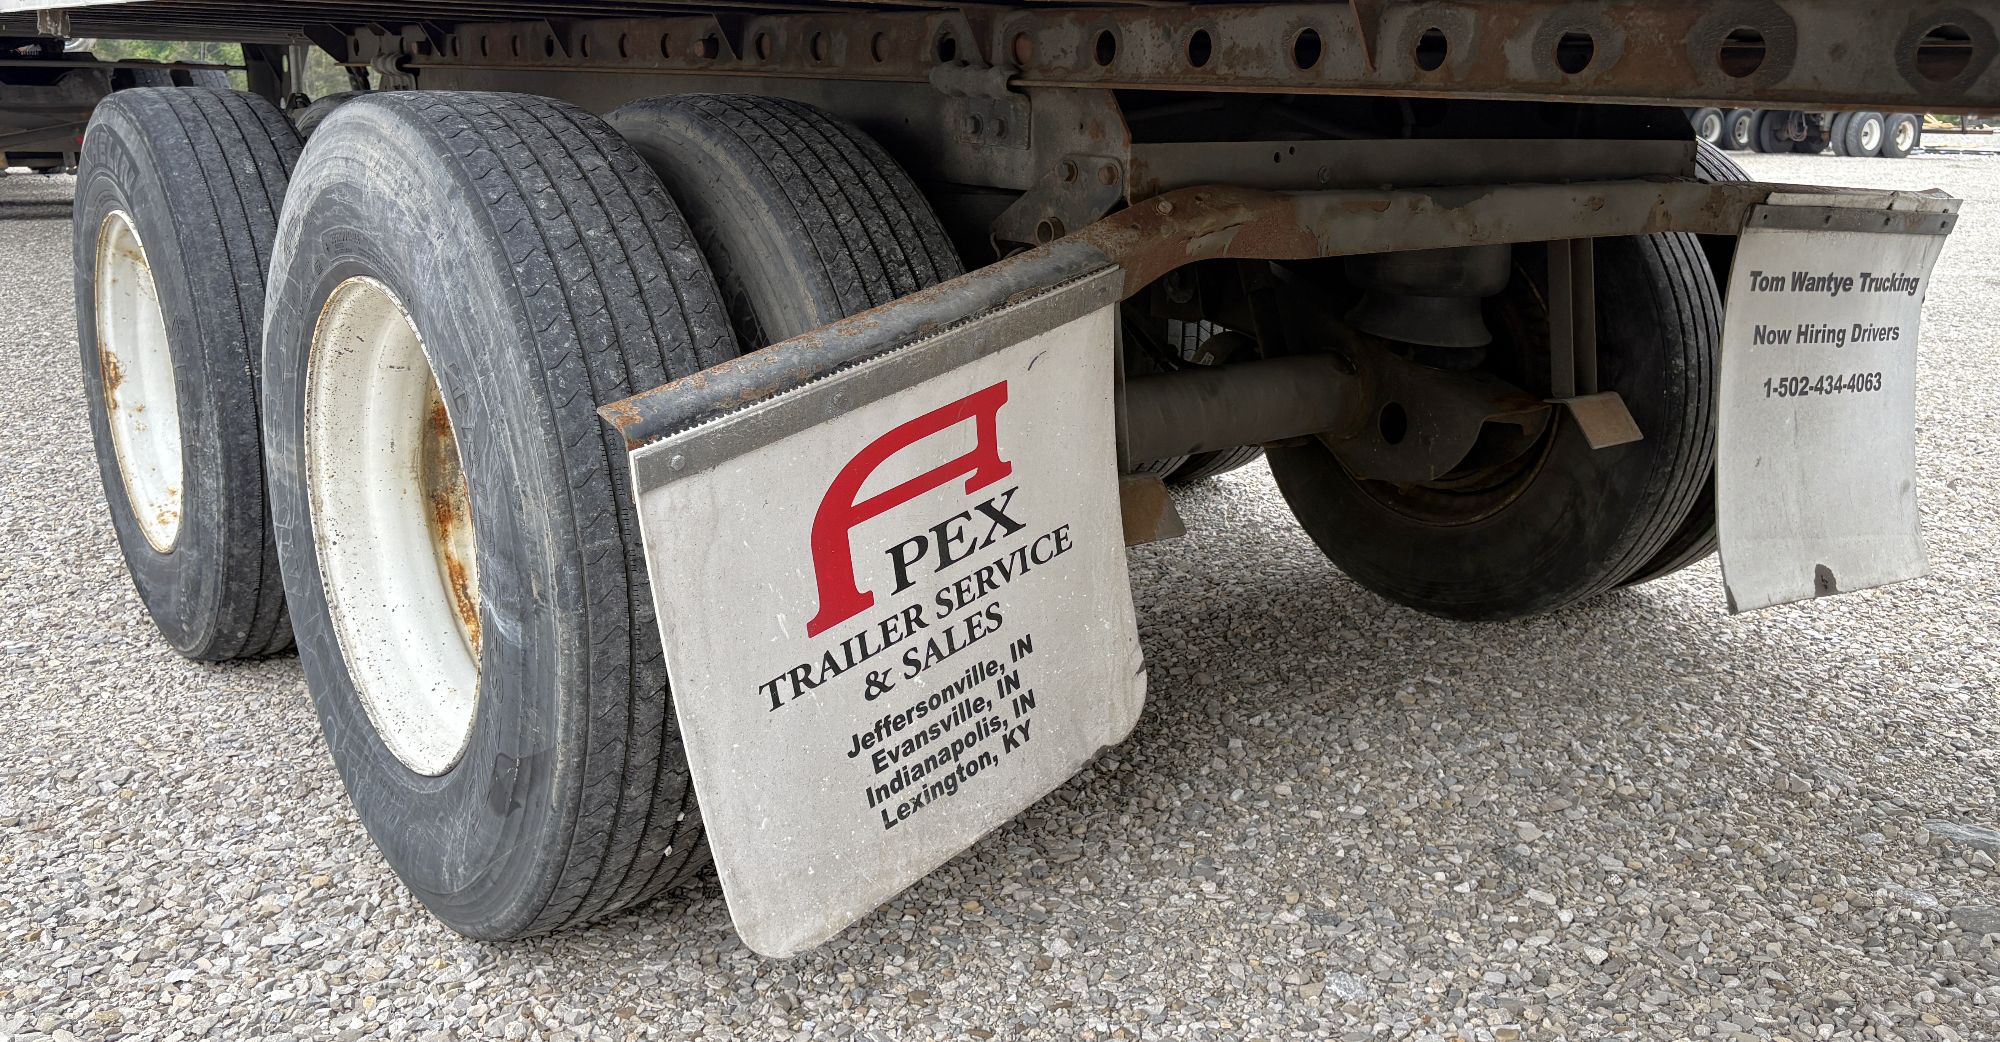 APEX
TRAILER SERVICE
& SALES
Jeffersonville, IN
Evansville, IN
Indianapolis, IN
Lexington, KY
Tom Wantye Trucking
Now Hiring Drivers
1-502-434-4063